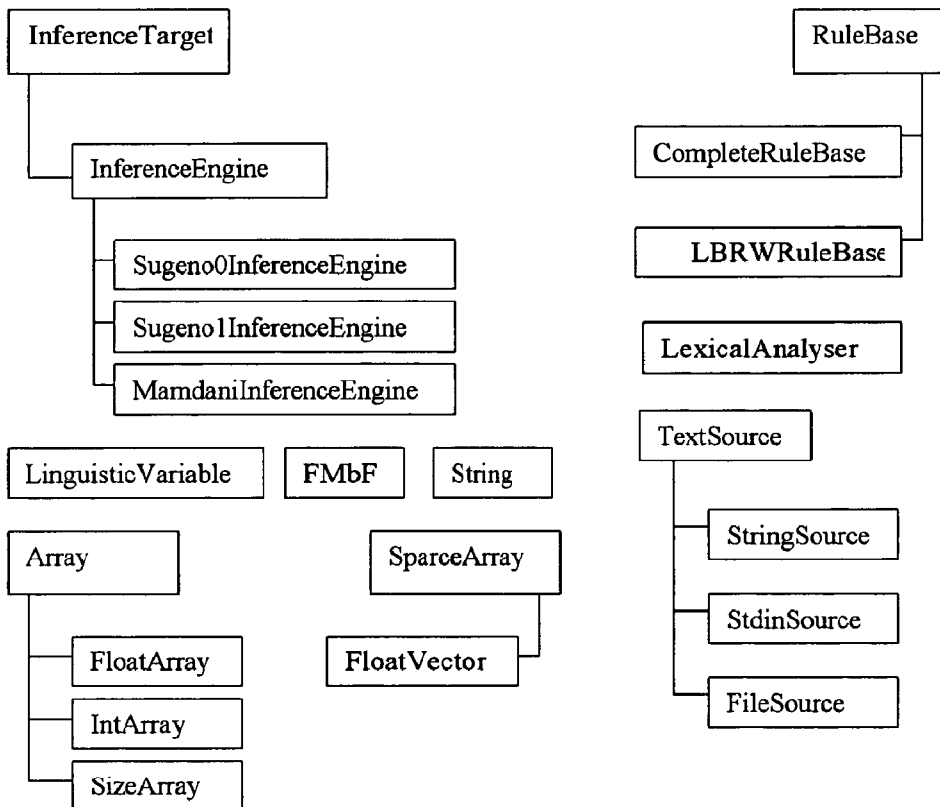 InferenceTarget
RuleBase
InferenceEngine
CompleteRuleBase
Sugeno0InferenceEngine
LBRWRuleBase
Sugeno1InferenceEngine
LexicalAnalyser
MamdaniInferenceEngine
TextSource
LinguisticVariable
FMbF
String
StringSource
Array
SparceArray
StdinSource
FloatArray
FloatVector
FileSource
IntArray
SizeArray